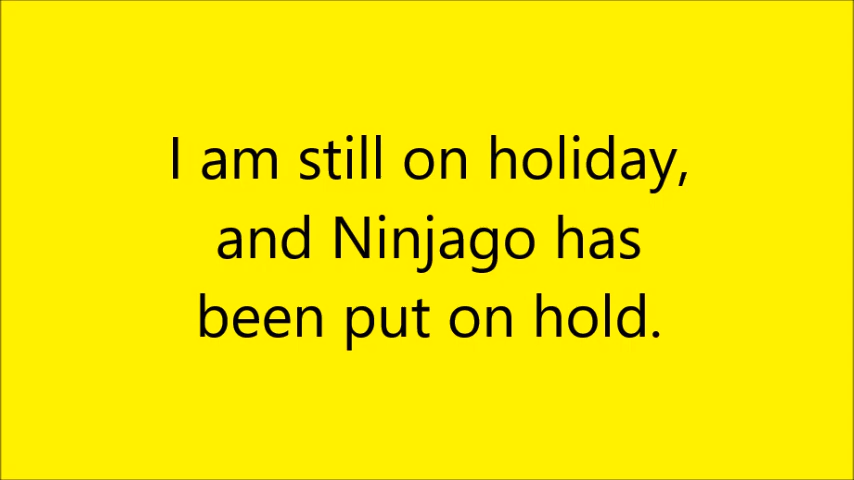 I am still on holiday,
and Ninjago has
been put on hold.